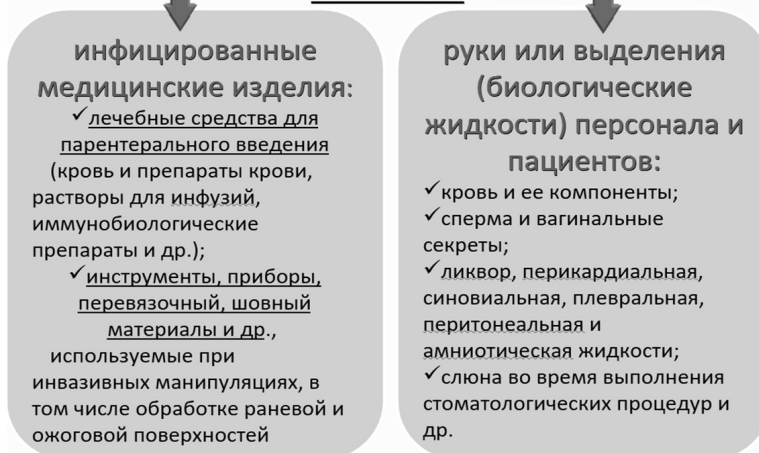 инфицированные
медицинские изделия:
✓лечебные средства для
парентерального введения
(кровь и препараты крови,
растворы для инфузий,
иммунобиологические
препараты и др.);
✓инструменты, приборы,
перевязочный, шовный
материалы и др.,
используемые при
инвазивных манипуляциях, в
том числе обработке раневой и
ожоговой поверхностей
руки или выделения
(биологические
жидкости) персонала и
пациентов:
✓кровь и ее компоненты;
✓сперма и вагинальные
секреты;
✓ликвор, перикардиальная,
синовиальная, плевральная,
перитонеальная и
амниотическая жидкости;
✓слюна во время выполнения
стоматологических процедур и
др.